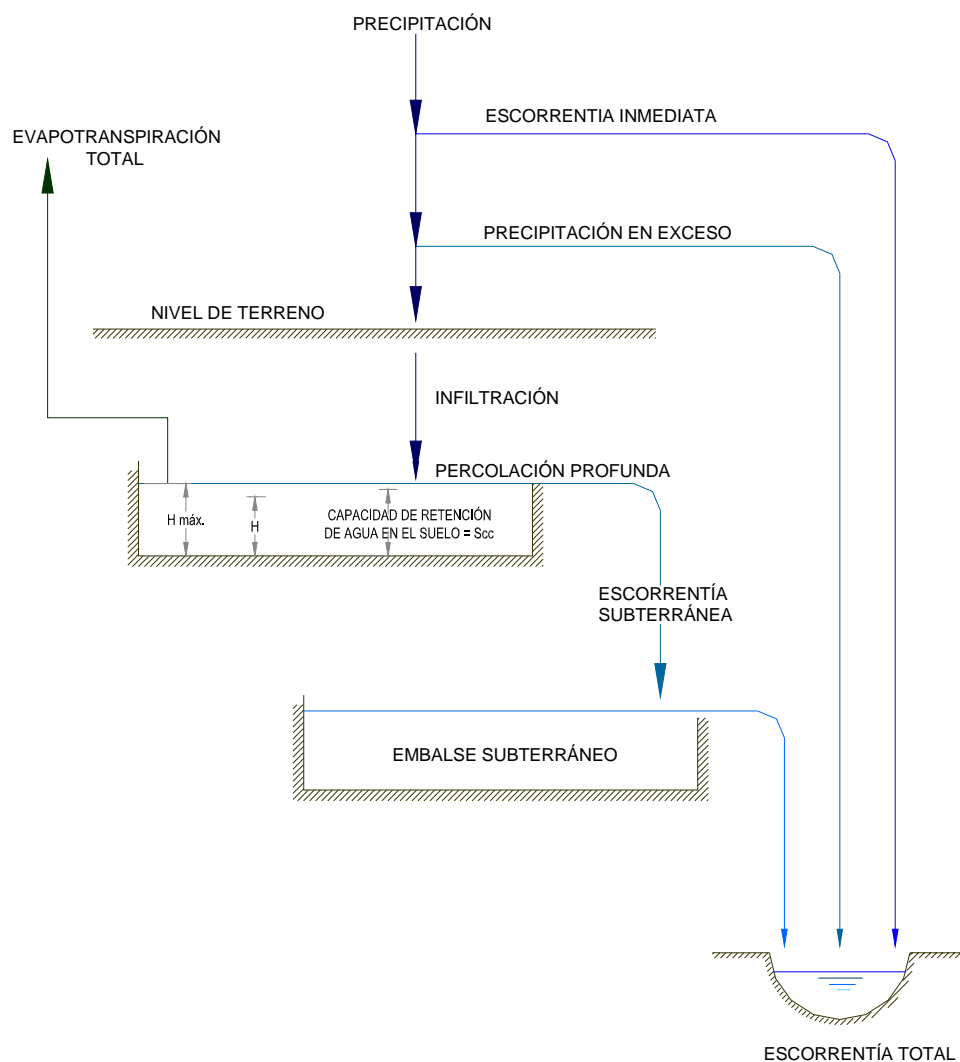 PRECIPITACIÓN
ESCORRENTIA INMEDIATA
EVAPOTRANSPIRACIÓN
TOTAL
PRECIPITACIÓN EN EXCESO
NIVEL DE TERRENO
INFILTRACIÓN
PERCOLACIÓN PROFUNDA
H máx.
H
CAPACIDAD DE RETENCIÓN
DE AGUA EN EL SUELO = Scc
ESCORRENTÍA
SUBTERRÁNEA
EMBALSE SUBTERRÁNEO
ESCORRENTÍA TOTAL